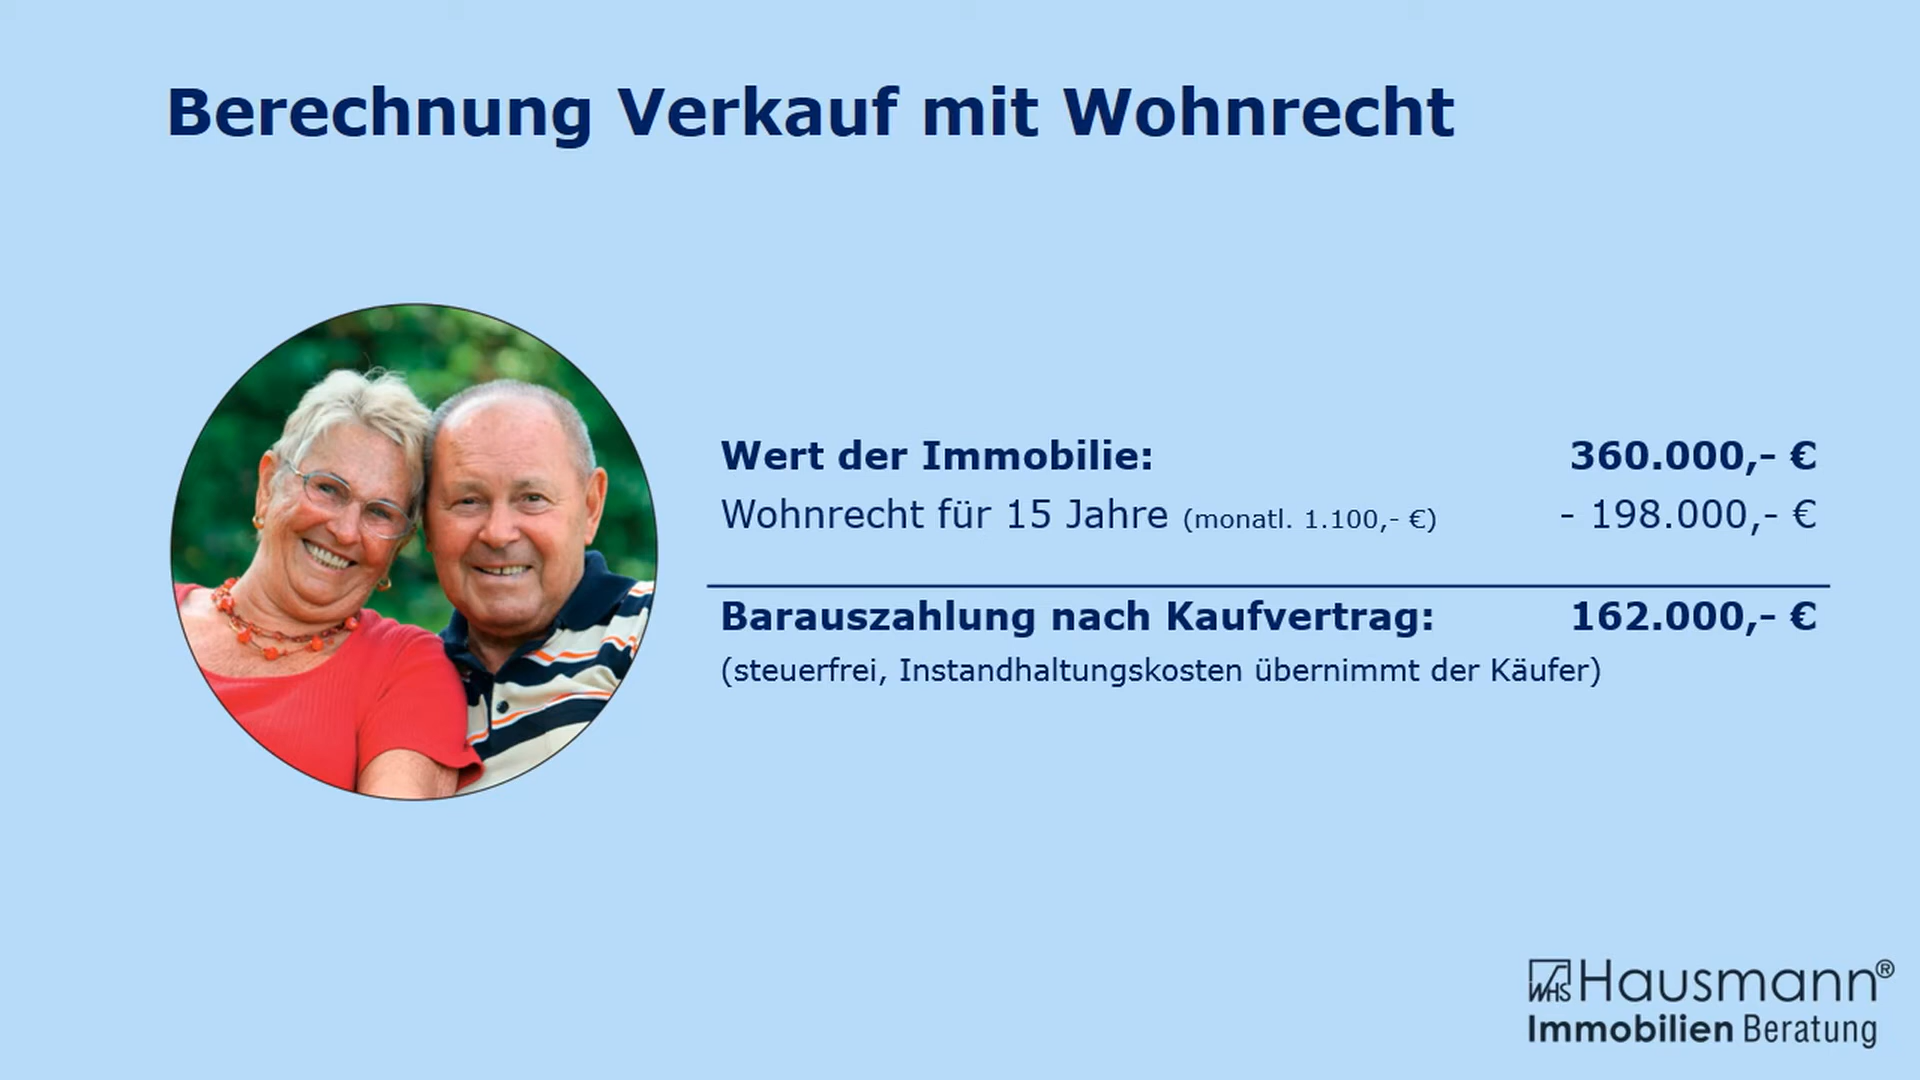 Berechnung Verkauf mit Wohnrecht
Wert der Immobilie: 360.000,- €
Wohnrecht für 15 Jahre (monatl. 1.100,- €) - 198.000,- €
Barauszahlung nach Kaufvertrag: 162.000,- €
(steuerfrei, Instandhaltungskosten übernimmt der Käufer)
WHS Hausmann®
Immobilien Beratung